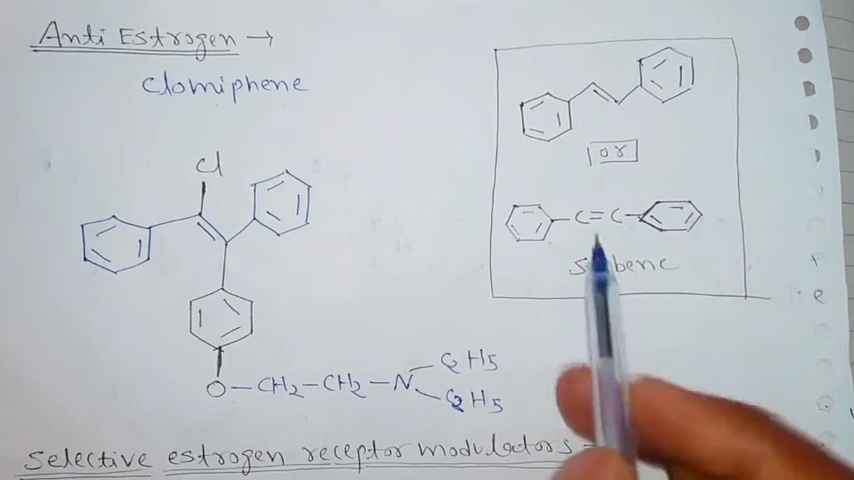 Anti Estrogen →
Clomiphene
Cl
O-CH2-CH2-N
C2H5
C2H5
or
C=C
Selective estrogen receptor modulators